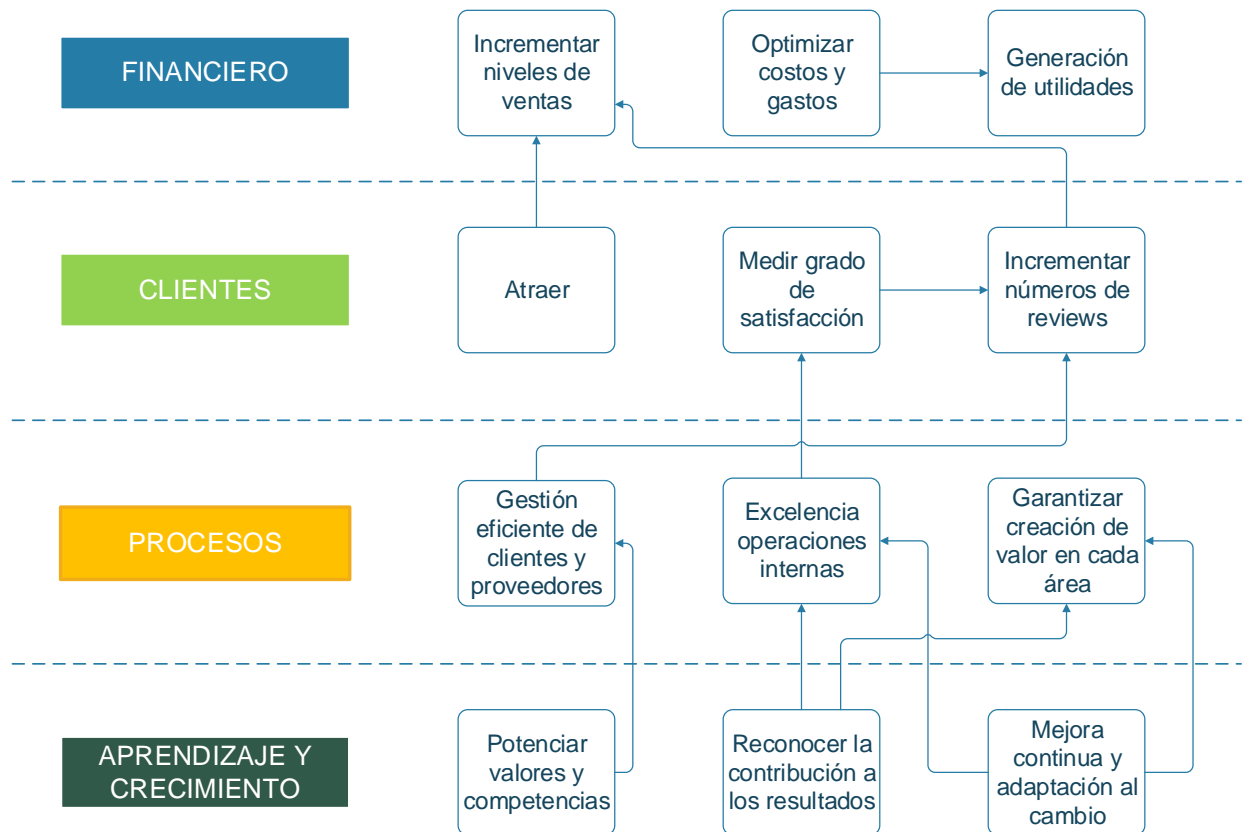 FINANCIERO
Incrementar
niveles de
ventas
Optimizar
costos y
gastos
Generación
de utilidades
CLIENTES
Atraer
Medir grado
de
satisfacción
Incrementar
números de
reviews
PROCESOS
Gestión
eficiente de
clientes y
proveedores
Excelencia
operaciones
internas
Garantizar
creación de
valor en cada
área
APRENDIZAJE Y
CRECIMIENTO
Potenciar
valores y
competencias
Reconocer la
contribución a
los resultados
Mejora
continua y
adaptación al
cambio